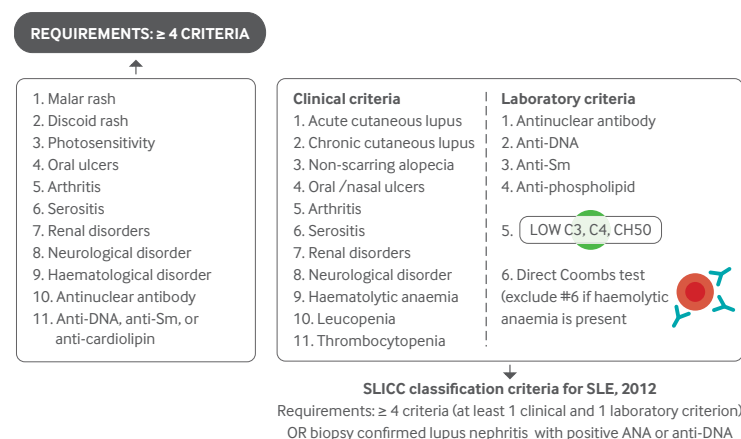 REQUIREMENTS: ≥ 4 CRITERIA
1. Malar rash
2. Discoid rash
3. Photosensitivity
4. Oral ulcers
5. Arthritis
6. Serositis
7. Renal disorders
8. Neurological disorder
9. Haematological disorder
10. Antinuclear antibody
11. Anti-DNA, anti-Sm, or
anti-cardiolipin
Clinical criteria
1. Acute cutaneous lupus
2. Chronic cutaneous lupus
3. Non-scarring alopecia
4. Oral /nasal ulcers
5. Arthritis
6. Serositis
7. Renal disorders
8. Neurological disorder
9. Haematolytic anaemia
10. Leucopenia
11. Thrombocytopenia
Laboratory criteria
1. Antinuclear antibody
2. Anti-DNA
3. Anti-Sm
4. Anti-phospholipid
5. LOW C3, C4, CH50
6. Direct Coombs test
(exclude #6 if haemolytic
anaemia is present
SLICC classification criteria for SLE, 2012
Requirements: ≥ 4 criteria (at least 1 clinical and 1 laboratory criterion)
OR biopsy confirmed lupus nephritis with positive ANA or anti-DNA